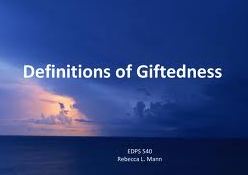 Definitions of Giftedness
EDPS 540
Rebecca L. Mann